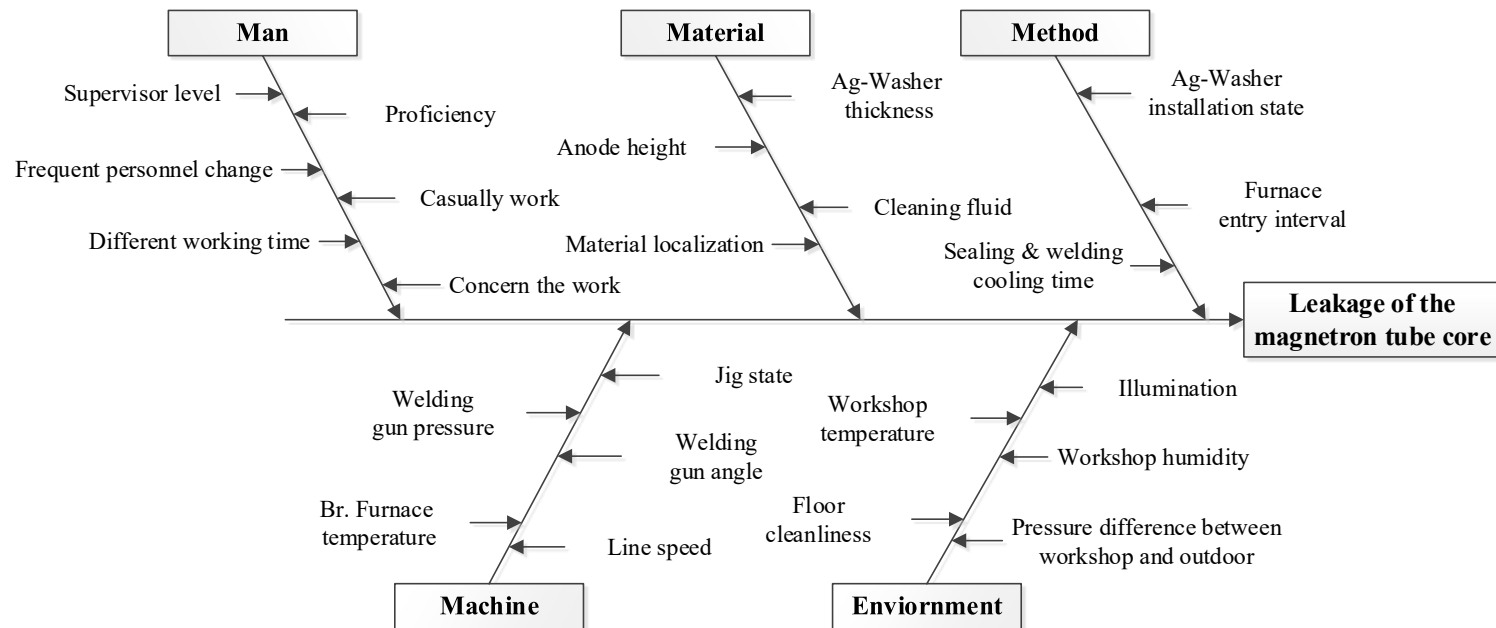 Man
Material
Method
Supervisor level
Proficiency
Frequent personnel change
Casually work
Different working time
Concern the work
Ag-Washer
thickness
Anode height
Cleaning fluid
Material localization
Ag-Washer
installation state
Furnace
entry interval
Sealing & welding
cooling time
Leakage of the
magnetron tube core
Jig state
Welding
gun pressure
Welding
gun angle
Br. Furnace
temperature
Line speed
Illumination
Workshop
temperature
Workshop humidity
Floor
cleanliness
Pressure difference between
workshop and outdoor
Machine
Enviornment